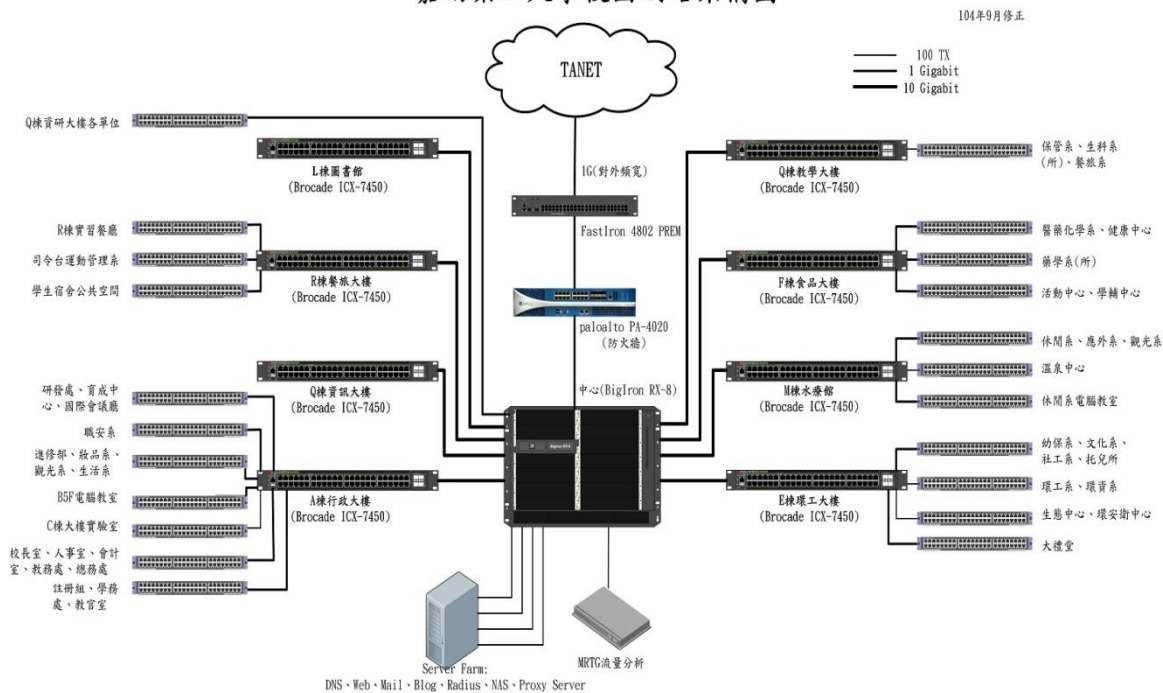 104年9月修正
100 TX
1 Gigabit
10 Gigabit
TANET
1G(對外頻寬)
FastIron 4802 PREM
paloalto PA-4020
(防火牆)
中心(BigIron RX-8)
Q棟資研大樓各單位
L棟圖書館
(Brocade ICX-7450)
R棟實習餐廳
司令台運動管理系
學生宿舍公共空間
R棟餐旅大樓
(Brocade ICX-7450)
Q棟資訊大樓
(Brocade ICX-7450)
研發處、育成中
心、國際會議廳
職安系
進修部、妝品系、
觀光系、生活系
B5F電腦教室
C棟大樓實驗室
校長室、人事室、會計
室、教務處、總務處
註冊組、學務
處、教官室
A棟行政大樓
(Brocade ICX-7450)
Q棟教學大樓
(Brocade ICX-7450)
保管系、生科系
(所)、餐旅系
F棟食品大樓
(Brocade ICX-7450)
醫藥化學系、健康中心
藥學系(所)
活動中心、學輔中心
M棟水療館
(Brocade ICX-7450)
休閒系、應外系、觀光系
溫泉中心
休閒系電腦教室
E棟環工大樓
(Brocade ICX-7450)
幼保系、文化系、
社工系、托兒所
環工系、環資系
生態中心、環安衛中心
大禮堂
Server Farm:
DNS、Web、Mail、Blog、Radius、NAS、Proxy Server
MRTG流量分析